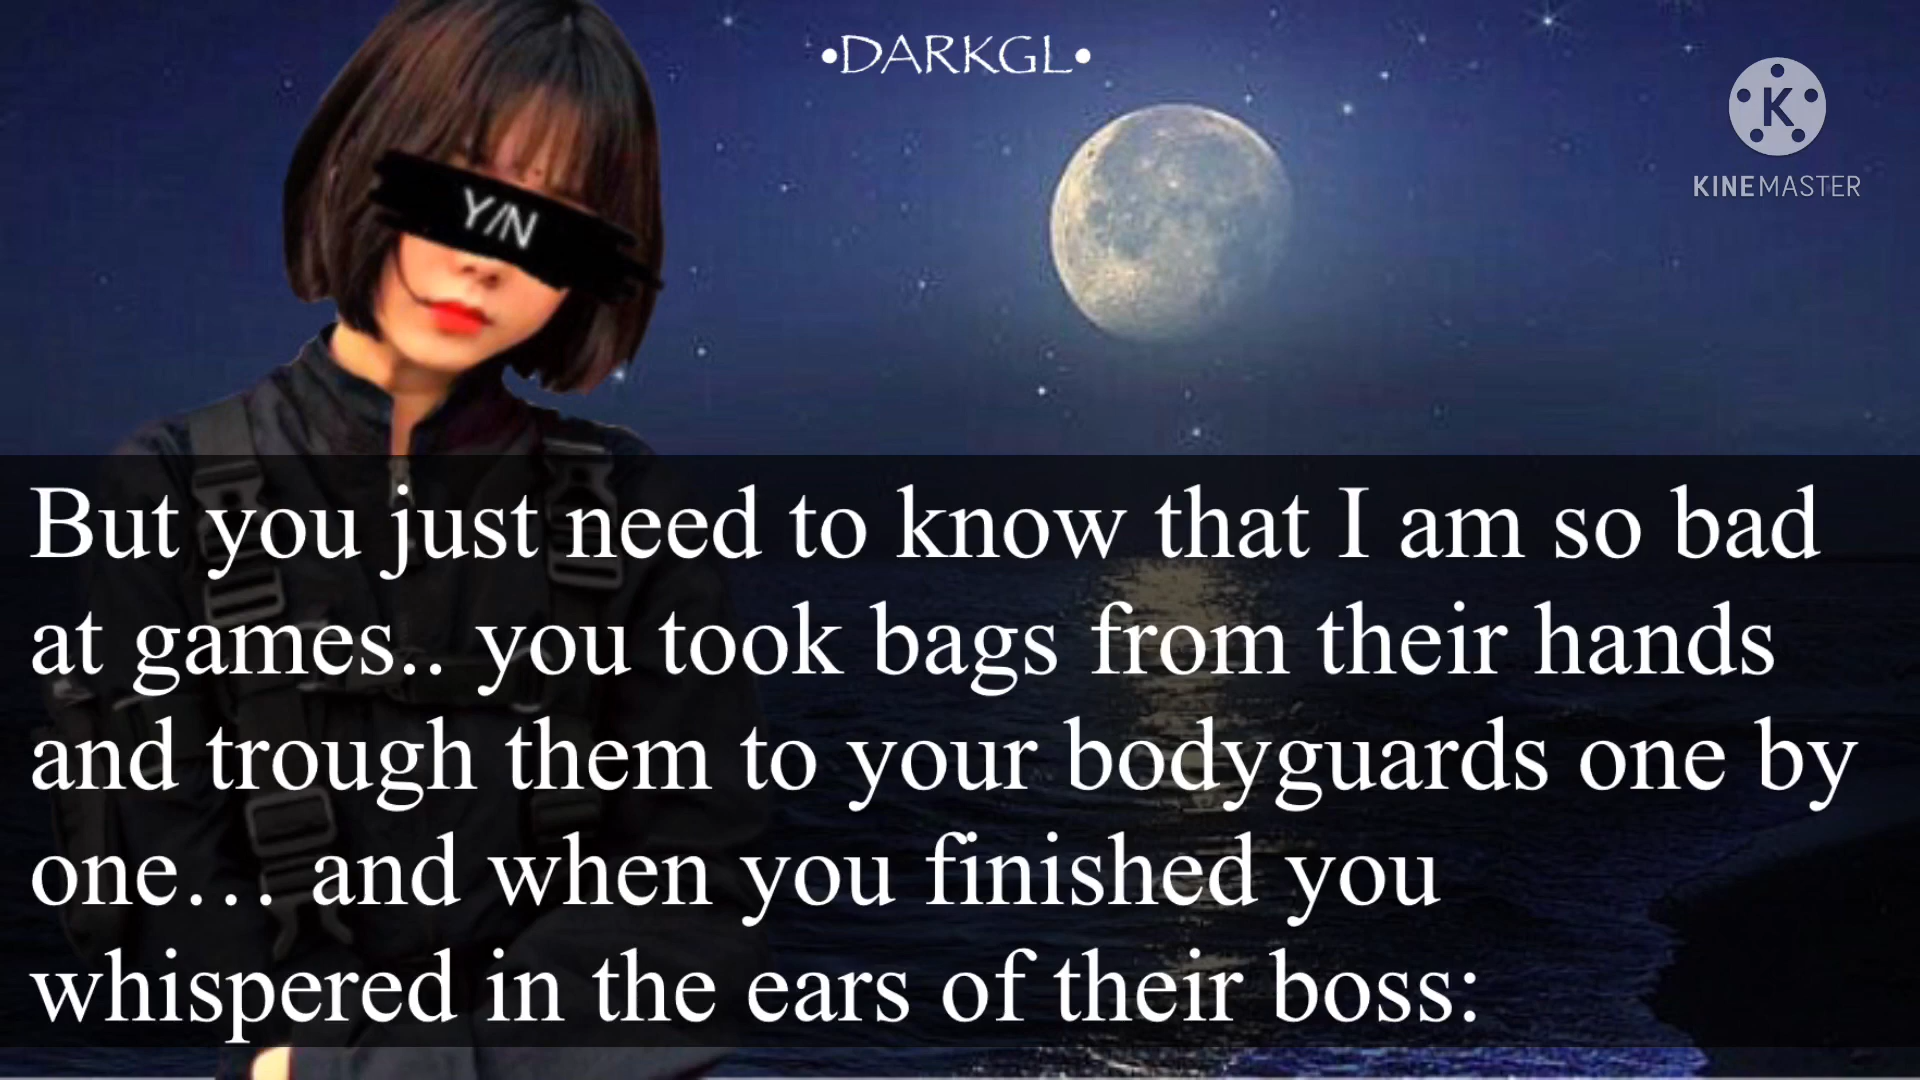 •DARKGL•
K
KINEMASTER
Y/N
But you just need to know that I am so bad
at games.. you took bags from their hands
and trough them to your bodyguards one by
one… and when you finished you
whispered in the ears of their boss: